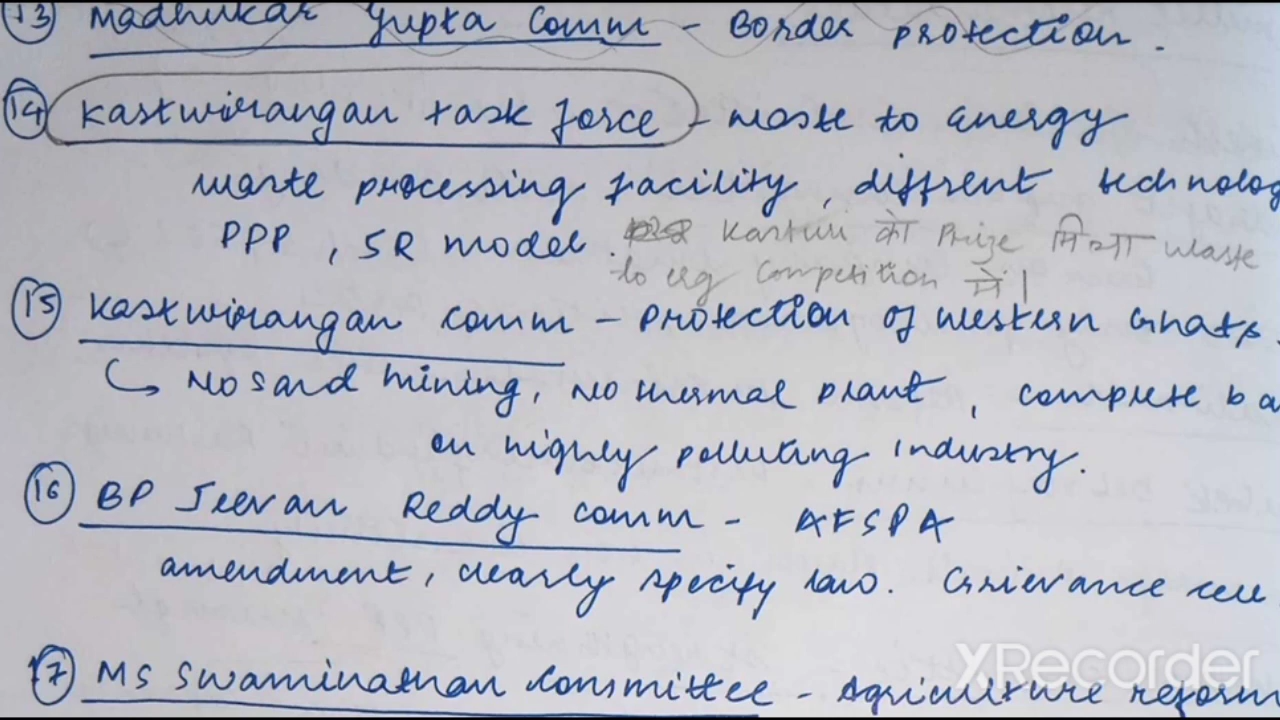 13 Madhukar Gupta Comm - Border protection.
14 Kastwirangan task force - waste to energy
waste processing facility, diffrent technolog
PPP, 5R model.
Kasturi को Prize मिला waste
to erg Competition में।
15 Kastwirangan comm - protection of western Ghats.
↳ No sand mining, No thermal plant, complete ba
on highly polluting industry.
16 BP Jeevan Reddy comm - AFSPA
amendment, clearly specify law. Grievance cell
17 MS Swaminathan Committee - Agriculture reform
XRecorder